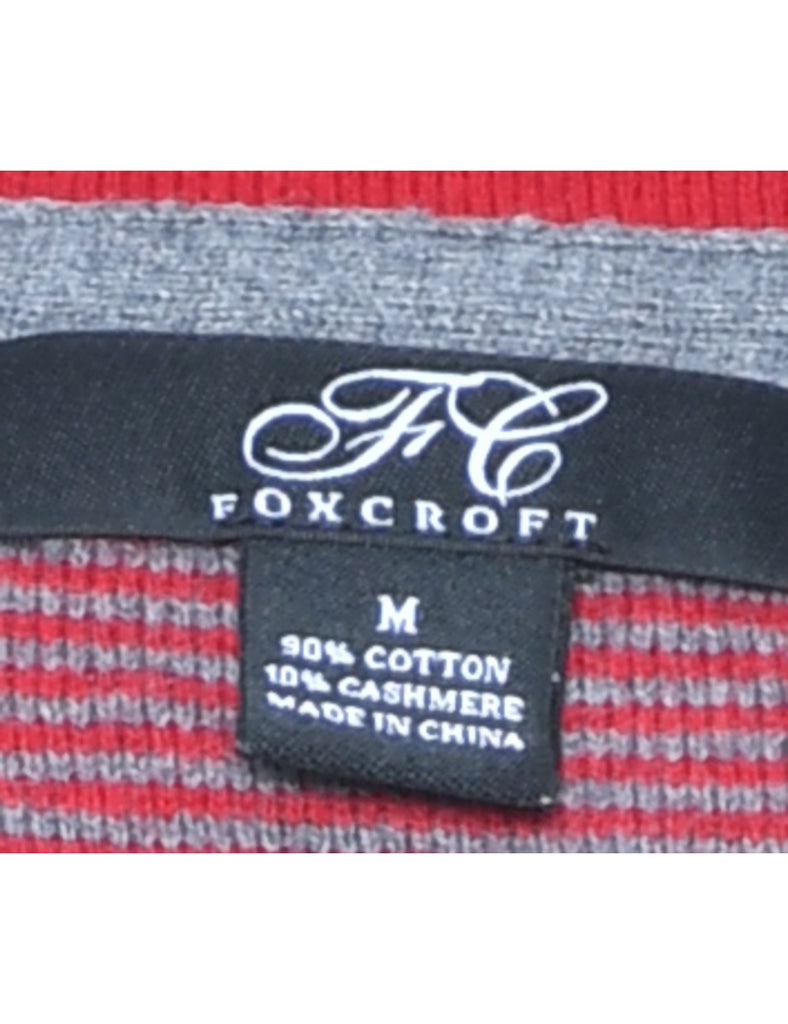 FC
FOXCROFT
M
90% COTTON
10% CASHMERE
MADE IN CHINA